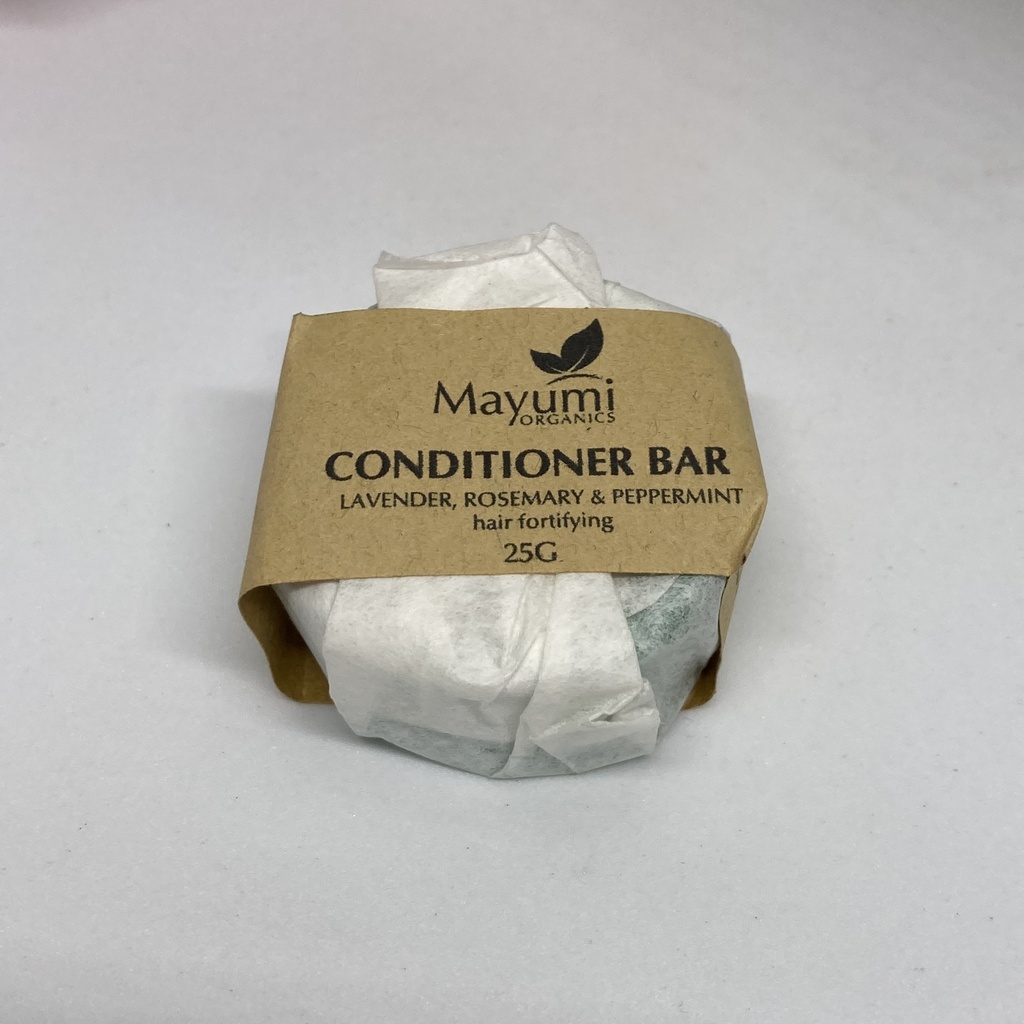 Mayumi
ORGANICS
CONDITIONER BAR
LAVENDER, ROSEMARY & PEPPERMINT
hair fortifying
25G